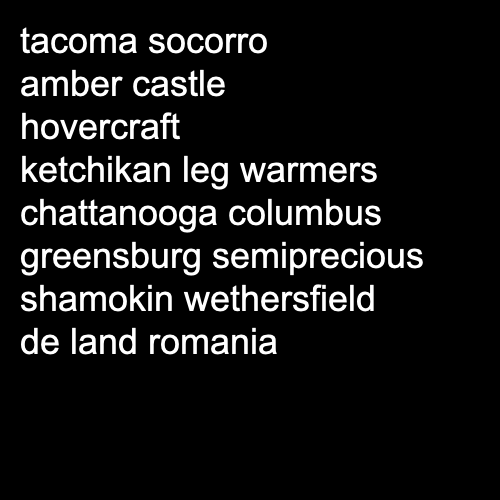 tacoma socorro
amber castle
hovercraft
ketchikan leg warmers
chattanooga columbus
greensburg semiprecious
shamokin wethersfield
de land romania